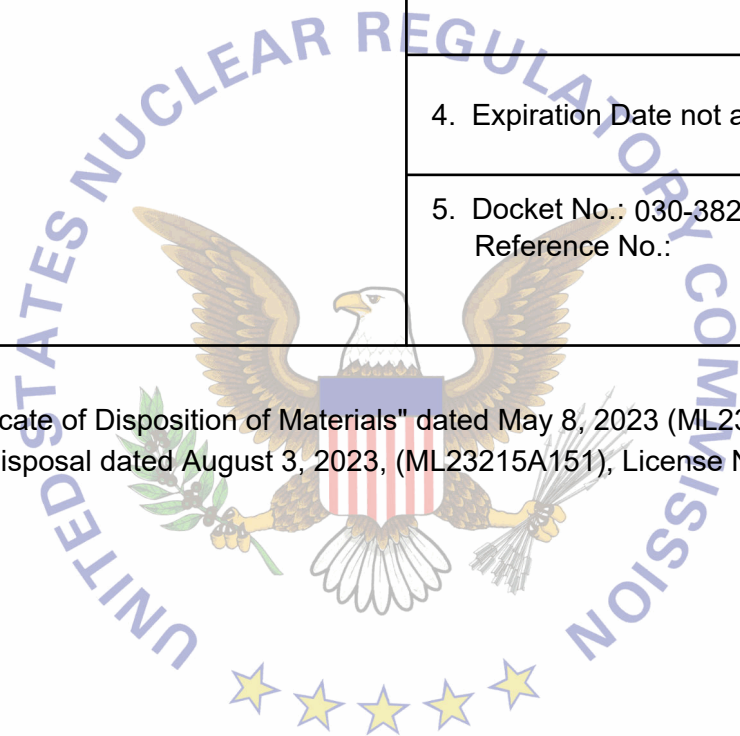 UNITED STATES NUCLEAR REGULATORY COMMISSION
4. Expiration Date not a
5. Docket No.: 030-382
Reference No.:
cate of Disposition of Materials" dated May 8, 2023 (ML23
isposal dated August 3, 2023, (ML23215A151), License N